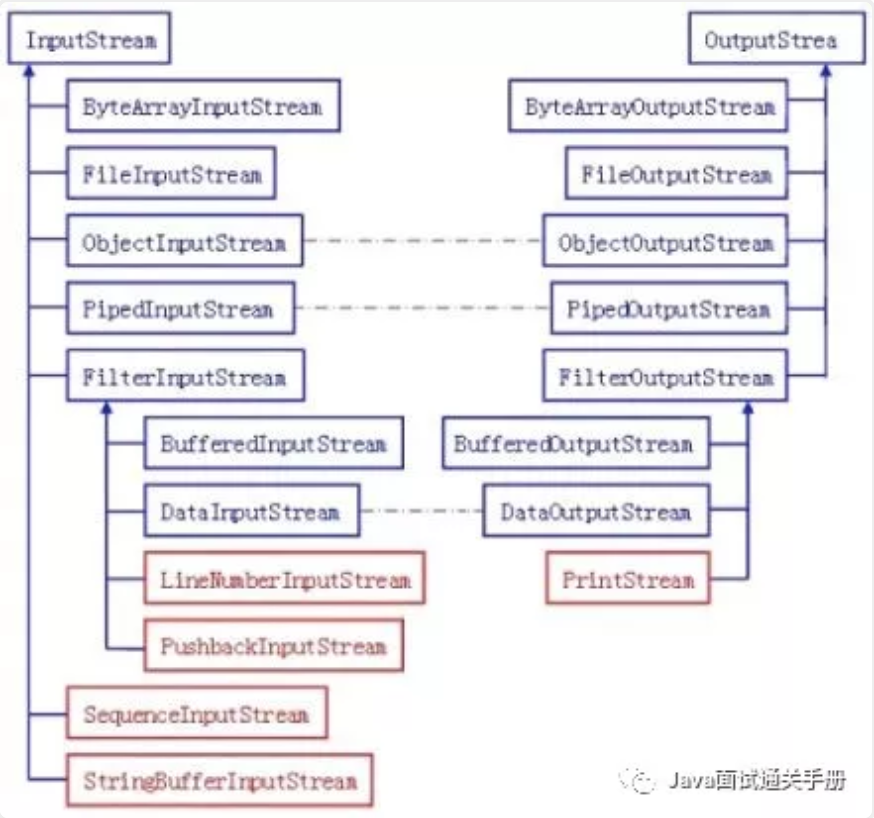 InputStream
OutputStrea
ByteArrayInputStream
ByteArrayOutputStream
FileInputStream
FileOutputStream
ObjectInputStream
ObjectOutputStream
PipedInputStream
PipedOutputStream
FilterInputStream
FilterOutputStream
BufferedInputStream
BufferedOutputStream
DataInputStream
DataOutputStream
LineNumberInputStream
PrintStream
PushbackInputStream
SequenceInputStream
StringBufferInputStream
Java面试通关手册